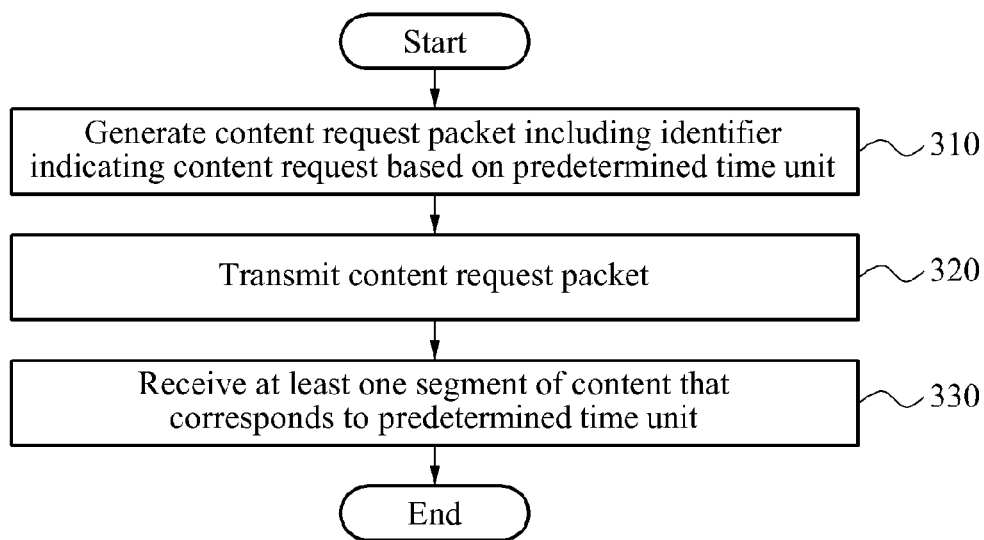 Start
Generate content request packet including identifier
indicating content request based on predetermined time unit
310
Transmit content request packet
320
Receive at least one segment of content that
corresponds to predetermined time unit
330
End